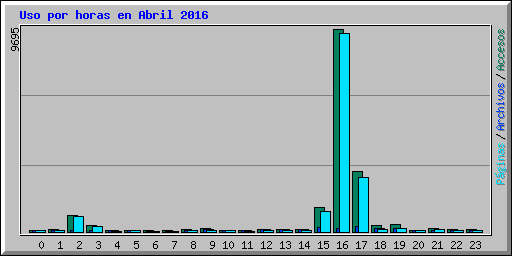 Uso por horas en Abril 2016
9695
Páginas / Archivos / Accesos
0 1 2 3 4 5 6 7 8 9 10 11 12 13 14 15 16 17 18 19 20 21 22 23